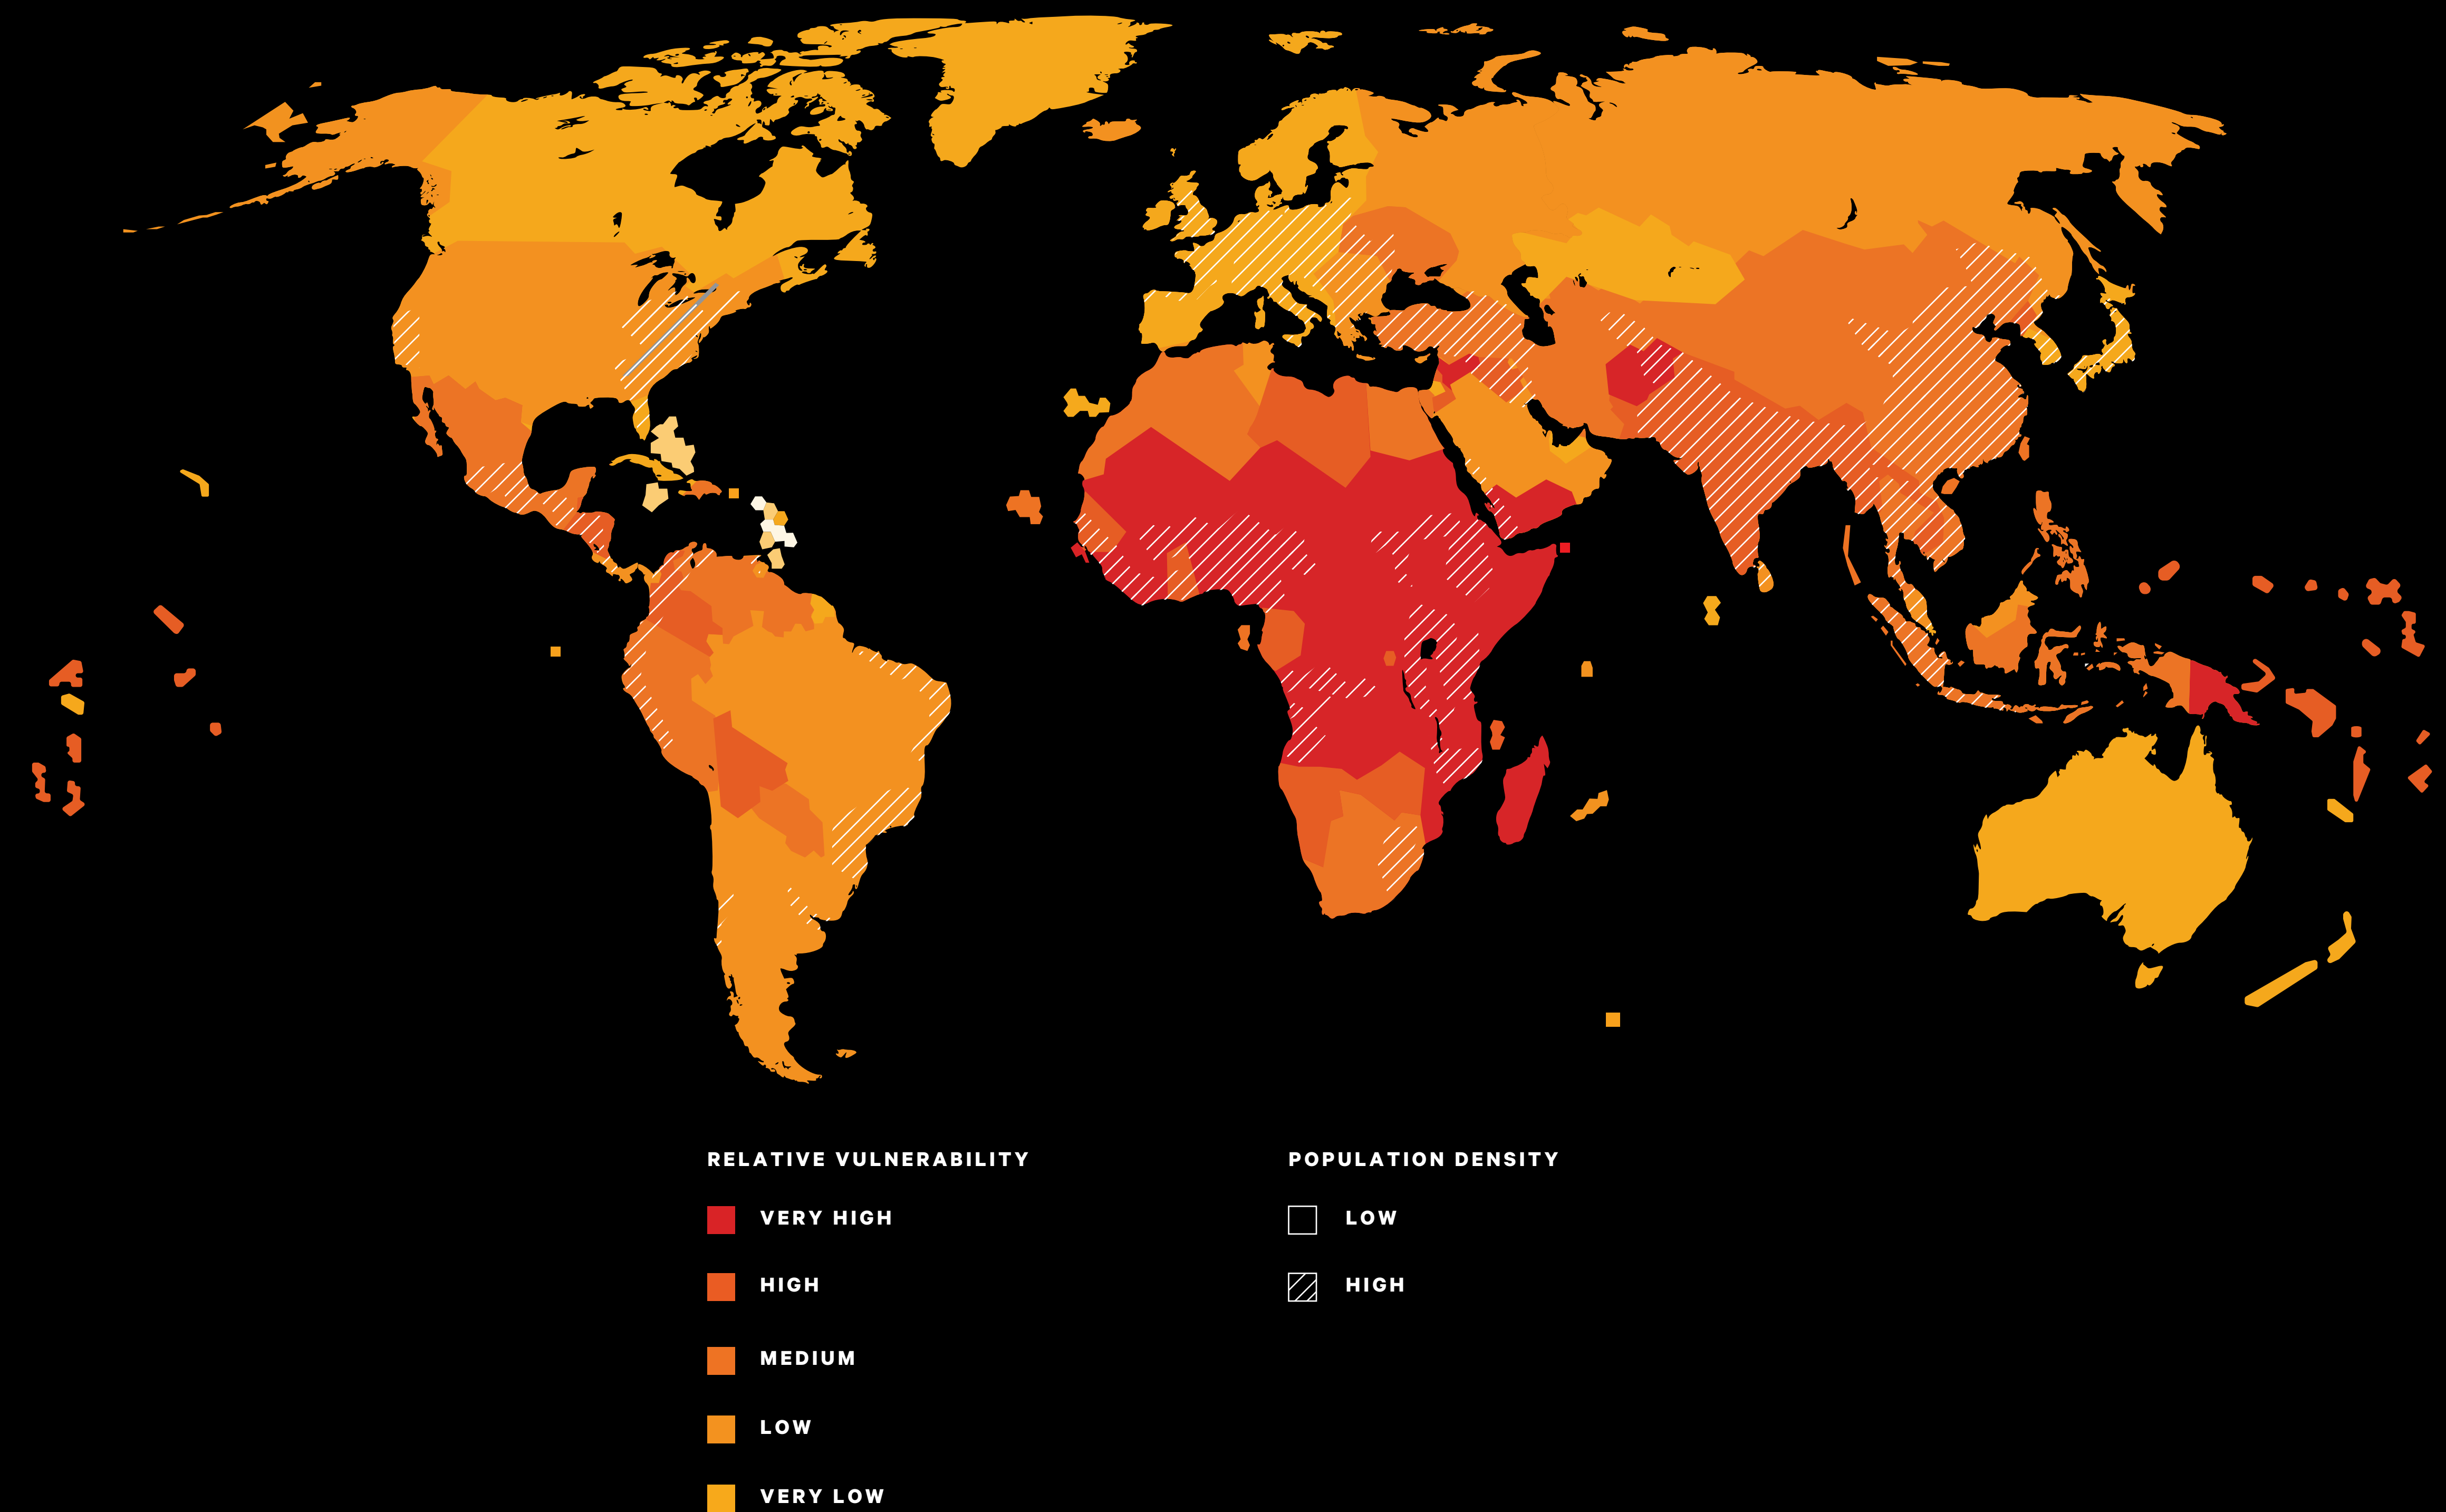 RELATIVE VULNERABILITY
VERY HIGH
HIGH
MEDIUM
LOW
VERY LOW
POPULATION DENSITY
LOW
HIGH